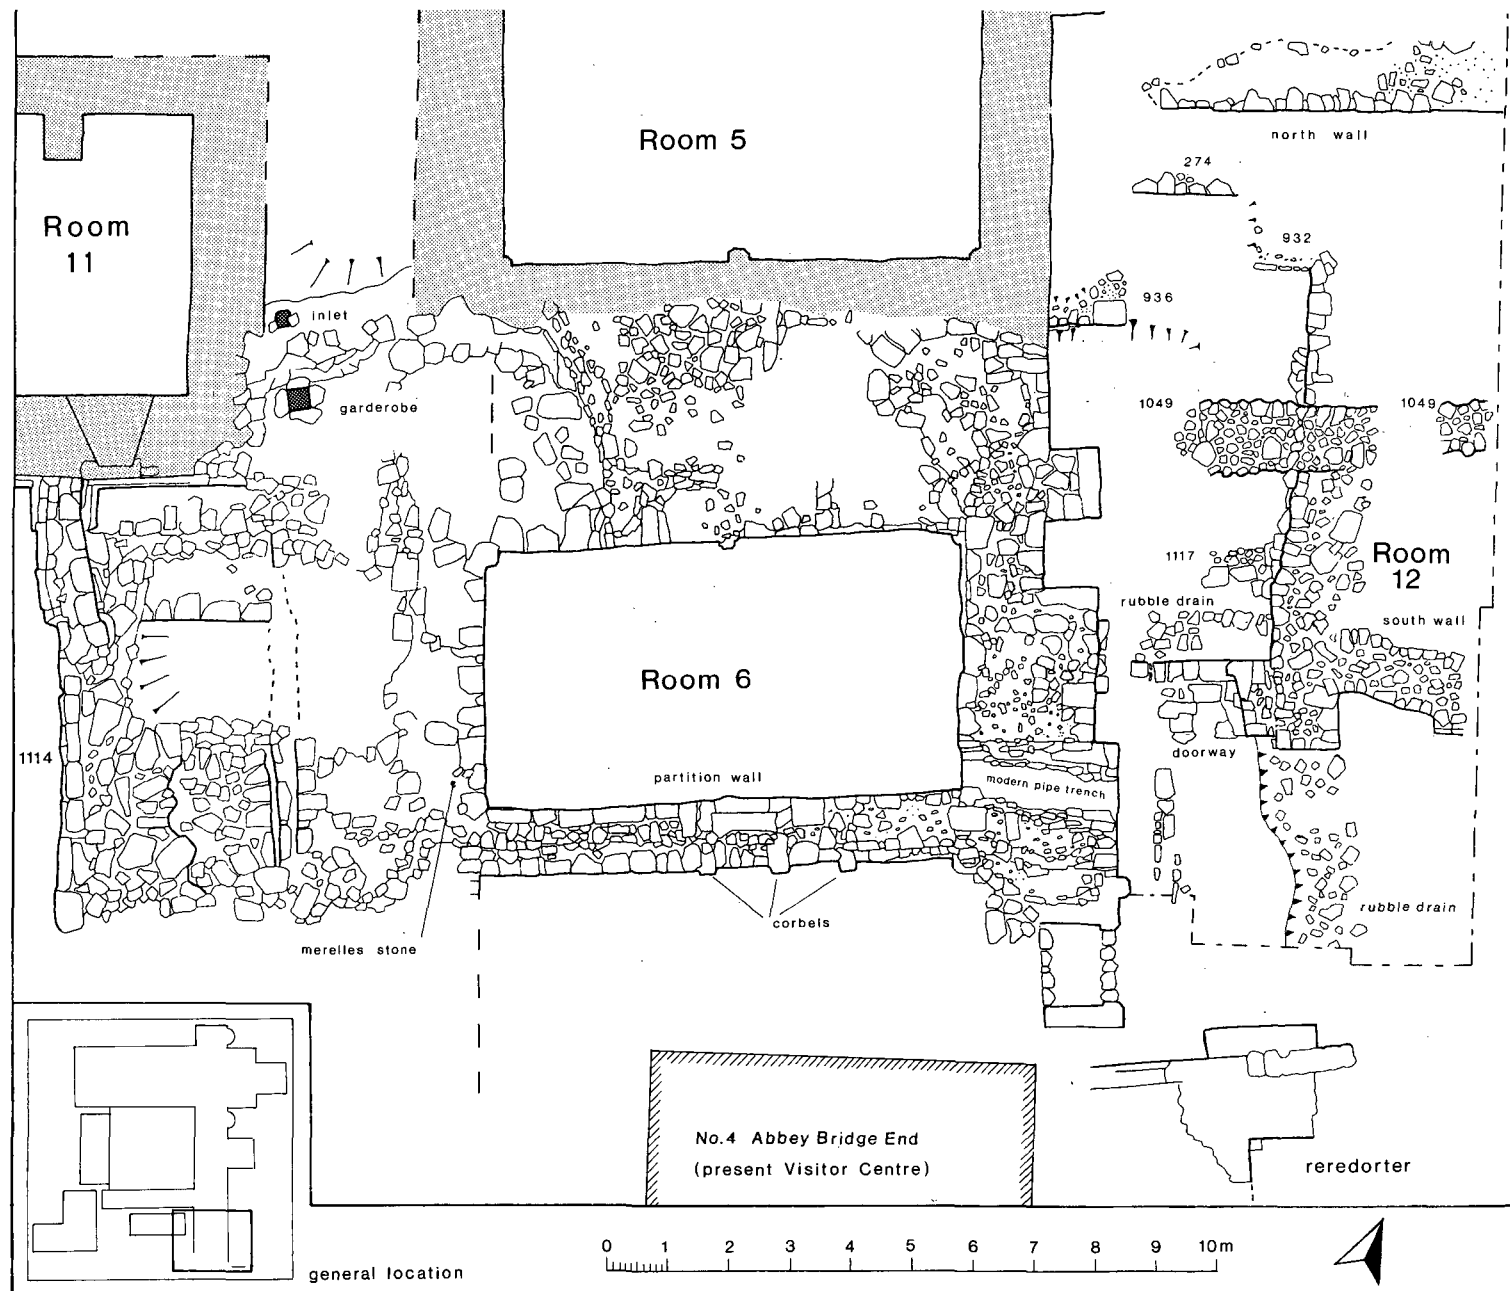 Room 5
north wall
274
Room
11
932
inlet
936
garderobe
1049
1049
1117
Room
12
rubble drain
south wall
Room 6
1114
doorway
partition wall
modern pipe trench
rubble drain
corbels
merelles stone
No.4 Abbey Bridge End
(present Visitor Centre)
reredorter
0 1 2 3 4 5 6 7 8 9 10m
general location